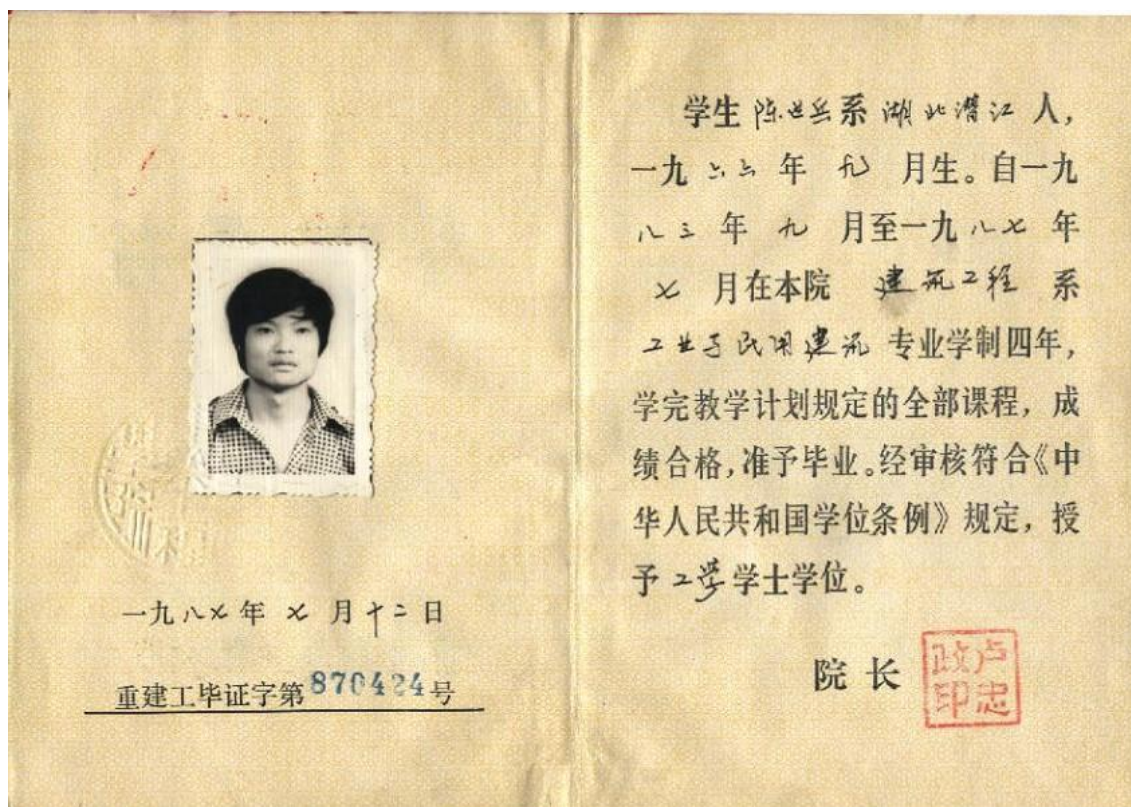 一九八七年 七 月十二日
重建工毕证字第870424号
学生 陈世岳系 湖北潜江 人,
一九六六 年 九 月生。自一九
八三 年 九 月至一九八七 年
七 月在本院 建筑工程 系
工业与民用建筑 专业学制四年,
学完教学计划规定的全部课程,成
绩合格,准予毕业。经审核符合《中
华人民共和国学位条例》规定,授
予 工学学士学位。
院长
卢忠政印